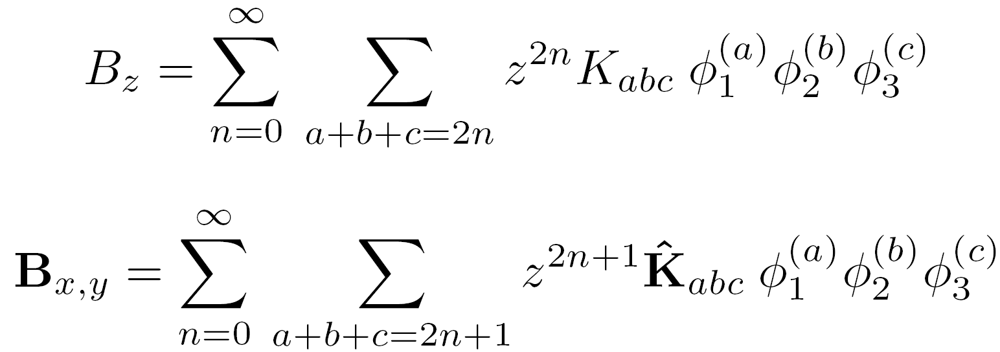 B_z = \sum_{n=0}^{\infty} \sum_{a+b+c=2n} z^{2n} K_{abc} \phi_1^{(a)} \phi_2^{(b)} \phi_3^{(c)}
\mathbf{B}_{x,y} = \sum_{n=0}^{\infty} \sum_{a+b+c=2n+1} z^{2n+1} \hat{\mathbf{K}}_{abc} \phi_1^{(a)} \phi_2^{(b)} \phi_3^{(c)}